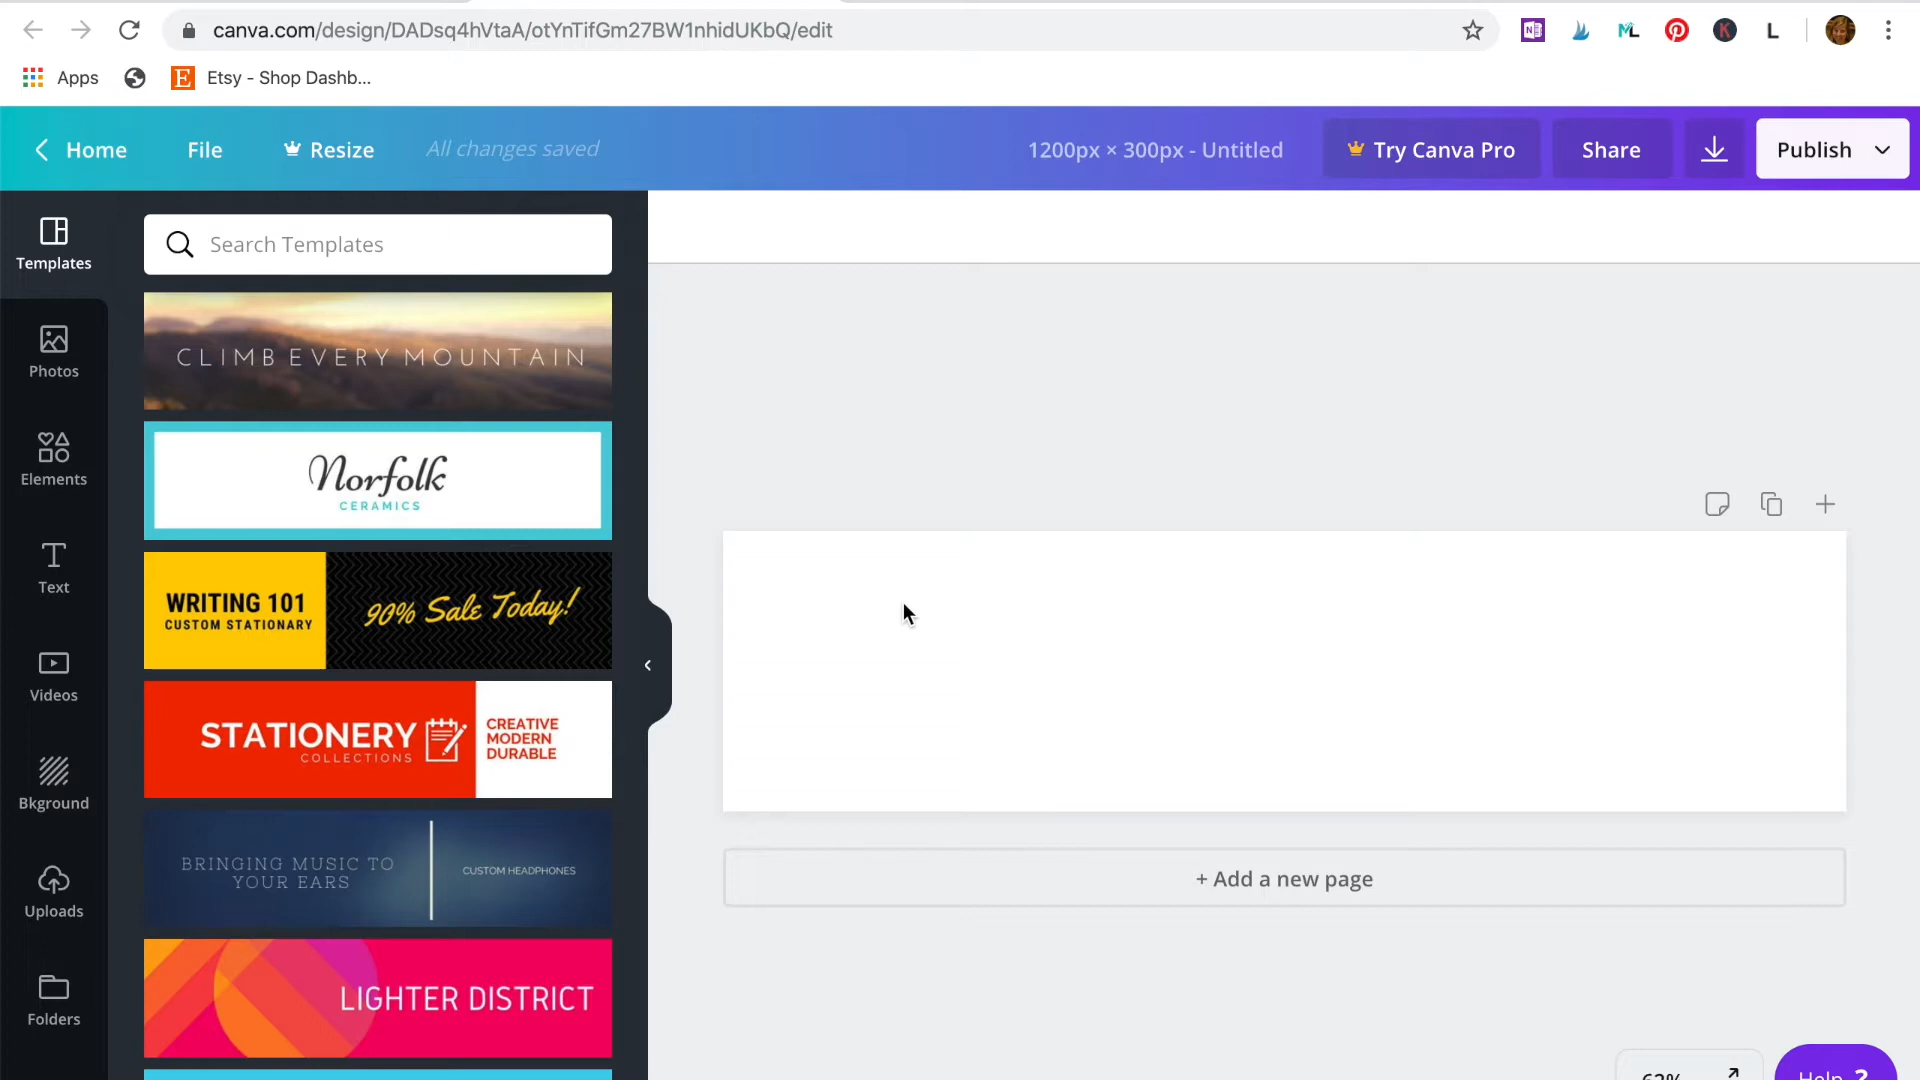 canva.com/design/DADsq4hVtaA/otYnTifGm27BW1nhidUKbQ/edit
N
ML
K
L
Apps
E
Etsy - Shop Dashb...
Home
File
Resize
All changes saved
1200px × 300px - Untitled
Try Canva Pro
Share
Publish
Templates
Photos
Elements
Text
Videos
Bkground
Uploads
Folders
Search Templates
CLIMB EVERY MOUNTAIN
Norfolk
CERAMICS
WRITING 101
CUSTOM STATIONARY
90% Sale Today!
STATIONERY
COLLECTIONS
CREATIVE
MODERN
DURABLE
BRINGING MUSIC TO
YOUR EARS
CUSTOM HEADPHONES
LIGHTER DISTRICT
+ Add a new page
62%
Help ?